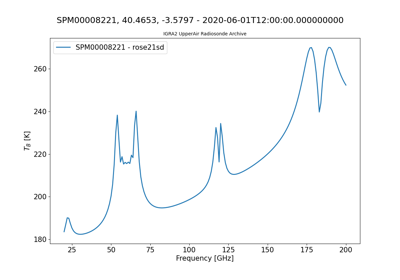 SPM00008221, 40.4653, -3.5797 - 2020-06-01T12:00:00.000000000
IGRA2 UpperAir Radiosonde Archive
SPM00008221 - rose21sd
260
240
220
200
180
T_B [K]
25 50 75 100 125 150 175 200
Frequency [GHz]